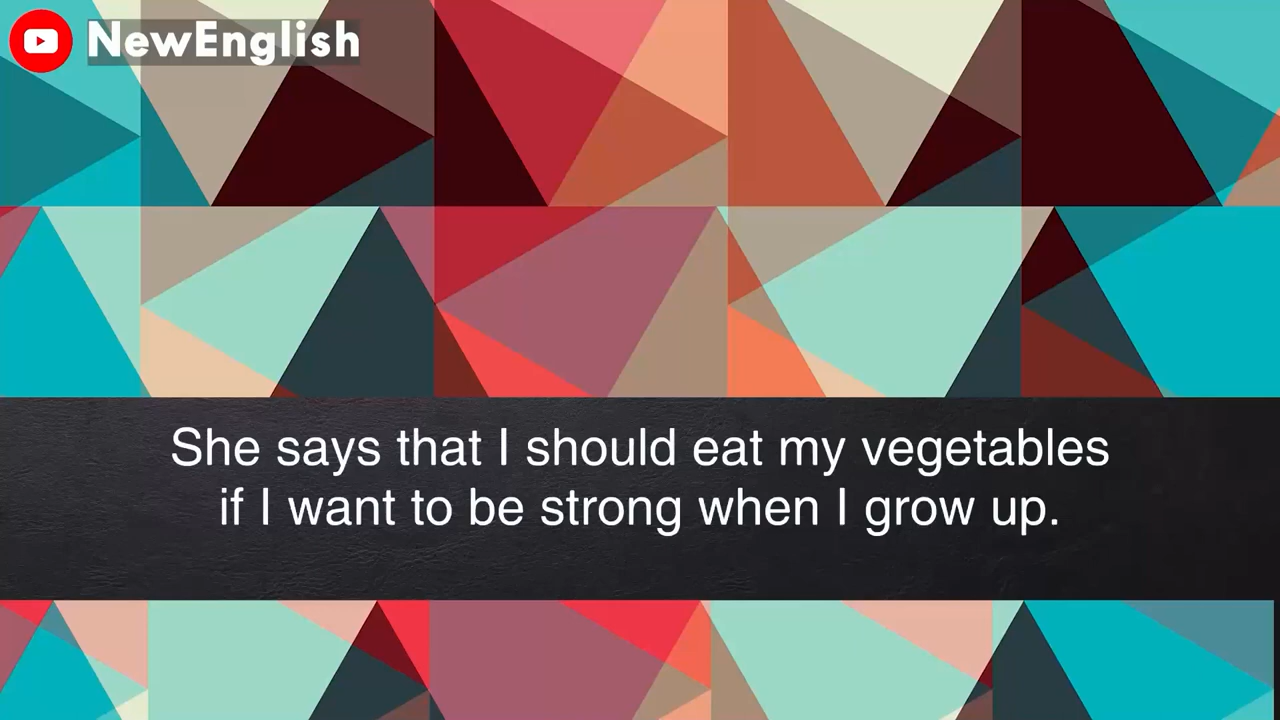 NewEnglish
She says that I should eat my vegetables
if I want to be strong when I grow up.